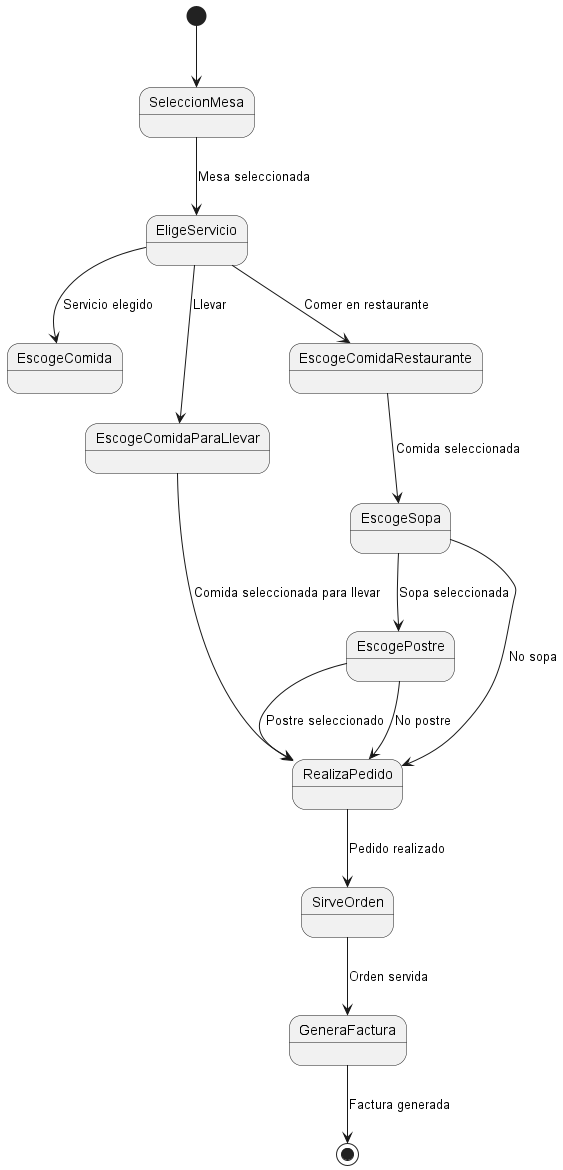 SeleccionMesa
Mesa seleccionada
EligeServicio
Servicio elegido
Llevar
Comer en restaurante
EscogeComida
EscogeComidaRestaurante
EscogeComidaParaLlevar
Comida seleccionada
EscogeSopa
Comida seleccionada para llevar
Sopa seleccionada
EscogePostre
No sopa
Postre seleccionado
No postre
RealizaPedido
Pedido realizado
SirveOrden
Orden servida
GeneraFactura
Factura generada